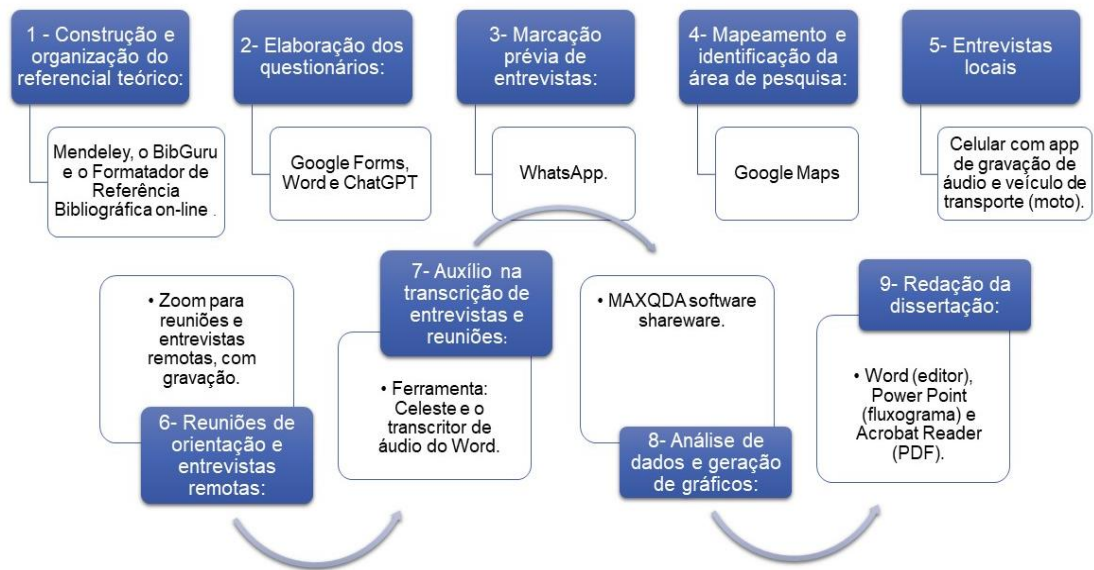 1 - Construção e
organização do
referencial teórico:
Mendeley, o BibGuru
e o Formatador de
Referência
Bibliográfica on-line .
2- Elaboração dos
questionários:
Google Forms,
Word e ChatGPT
3- Marcação
prévia de
entrevistas:
WhatsApp.
4- Mapeamento e
identificação da
área de pesquisa:
Google Maps
5- Entrevistas
locais
Celular com app
de gravação de
áudio e veículo de
transporte (moto).
• Zoom para
reuniões e
entrevistas
remotas, com
gravação.
6- Reuniões de
orientação e
entrevistas
remotas:
7- Auxílio na
transcrição de
entrevistas e
reuniões:
• Ferramenta:
Celeste e o
transcritor de
áudio do Word.
• MAXQDA software
shareware.
8- Análise de
dados e geração
de gráficos:
9- Redação da
dissertação:
• Word (editor),
Power Point
(fluxograma) e
Acrobat Reader
(PDF).